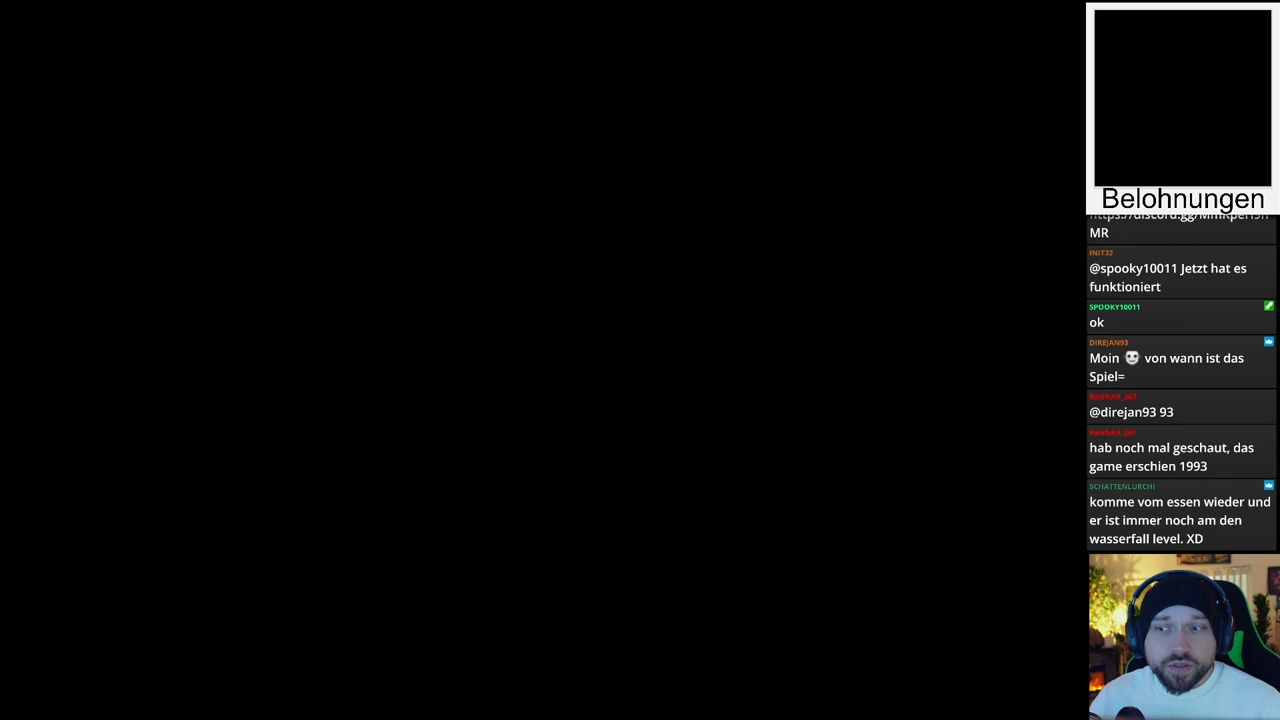 Belohnungen
MR
INIT32
@spooky10011 Jetzt hat es
funktioniert
SPOOKY10011
ok
DIREJAN93
Moin von wann ist das
Spiel=
@direjan93 93
hab noch mal geschaut, das
game erschien 1993
SCHATTENLURCHI
komme vom essen wieder und
er ist immer noch am den
wasserfall level. XD